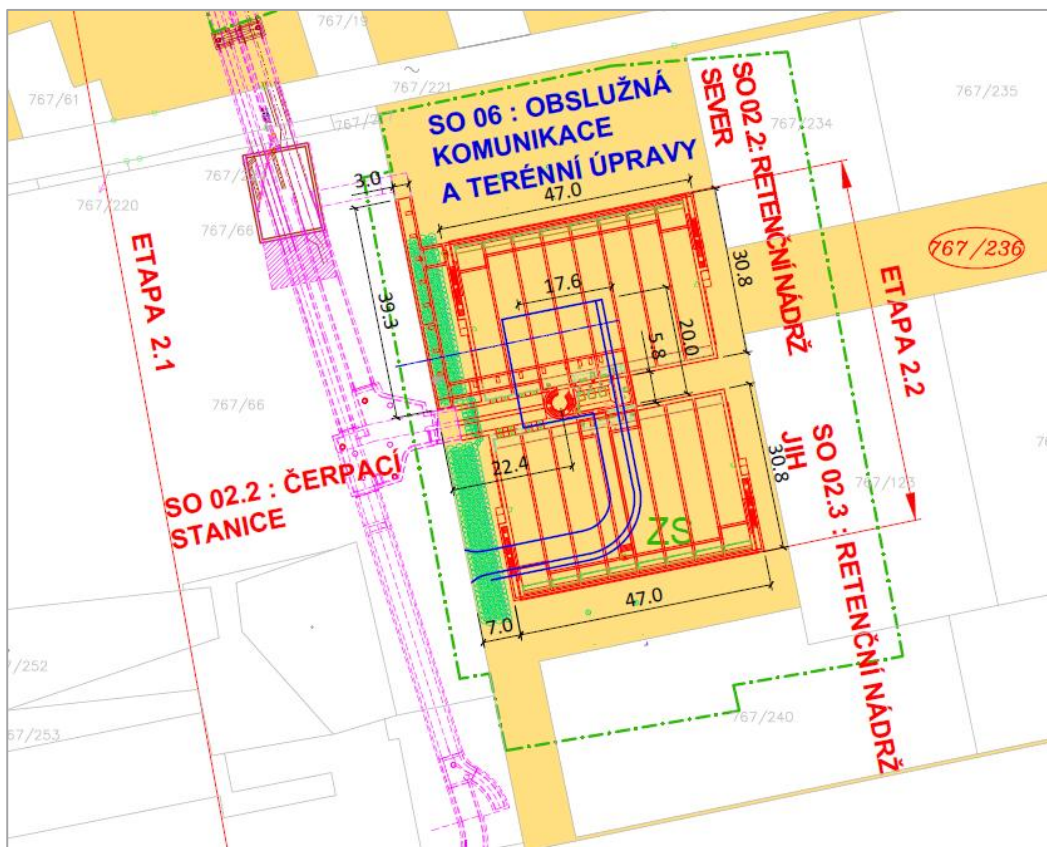 767/19
767/61
767/221
767/235
SO 06 : OBSLUŽNÁ
KOMUNIKACE
A TERÉNNÍ ÚPRAVY
SO 02.2: RETENČNÍ NÁDRŽ
SEVER
767/234
767/220
767/66
3.0
47.0
767/236
ETAPA 2.1
ETAPA 2.2
30.8
17.6
39.3
5.8
20.0
767/66
SO 02.2 : ČERPACÍ
STANICE
22.4
30.8
SO 02.3 : RETENČNÍ NÁDRŽ
JIH
767/123
ZS
47.0
7.0
767/252
767/253
767/240